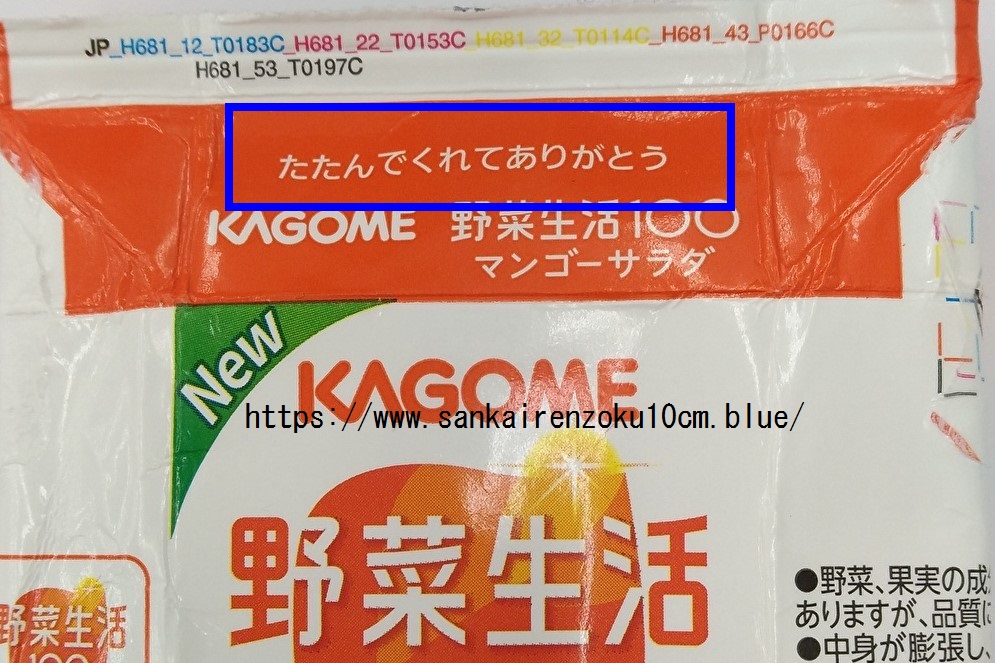 JP_H681_12_T0183C_H681_22_T0153C_H681_32_T0114C_H681_43_P0166C
H681_53_T0197C
たたんでくれてありがとう
KAGOME 野菜生活100
マンゴーサラダ
New
KAGOME
https://www.sankairenzoku10cm.blue/
野菜生活
●野菜、果実の成
ありますが、品質に
●中身が膨張し、
野菜生活
100